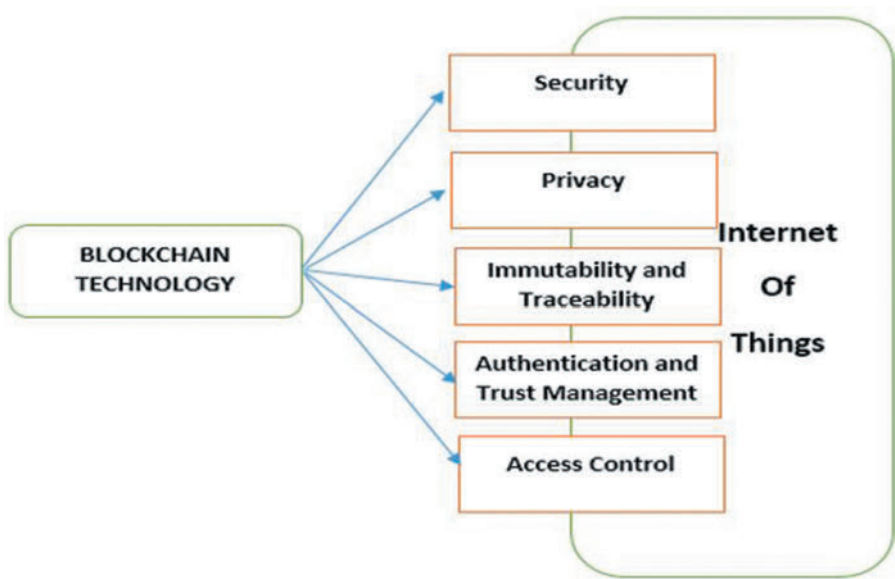 BLOCKCHAIN
TECHNOLOGY
Security
Privacy
Immutability and
Traceability
Authentication and
Trust Management
Access Control
Internet
Of
Things